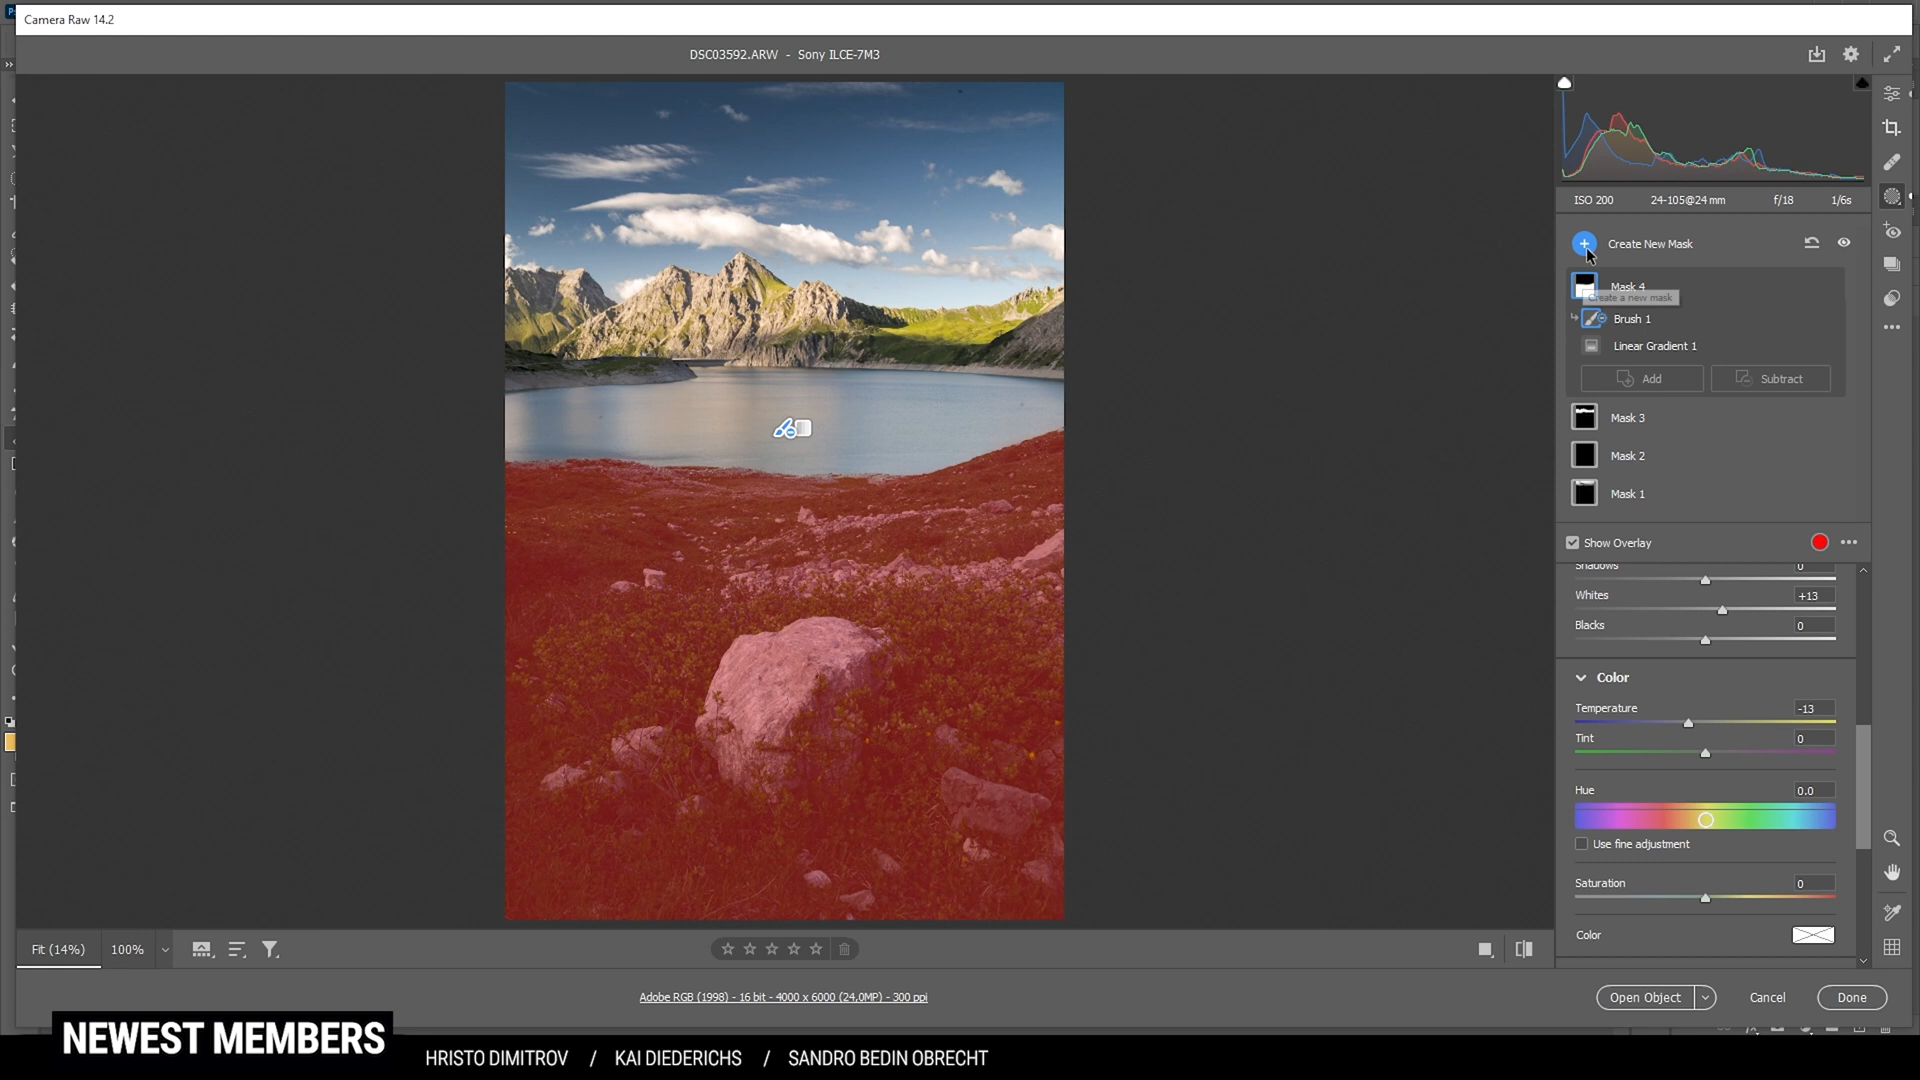 Camera Raw 14.2
DSC03592.ARW - Sony ILCE-7M3
ISO 200 24-105@24 mm f/18 1/6s
Create New Mask
Mask 4
Create a new mask
Brush 1
Linear Gradient 1
Add Subtract
Mask 3
Mask 2
Mask 1
Show Overlay
Shadows 0
Whites +13
Blacks 0
Color
Temperature -13
Tint 0
Hue 0.0
Use fine adjustment
Saturation 0
Color
Fit (14%) 100%
Adobe RGB (1998) - 16 bit - 4000 x 6000 (24,0MP) - 300 ppi
Open Object Cancel Done
NEWEST MEMBERS
HRISTO DIMITROV / KAI DIEDERICHS / SANDRO BEDIN OBRECHT